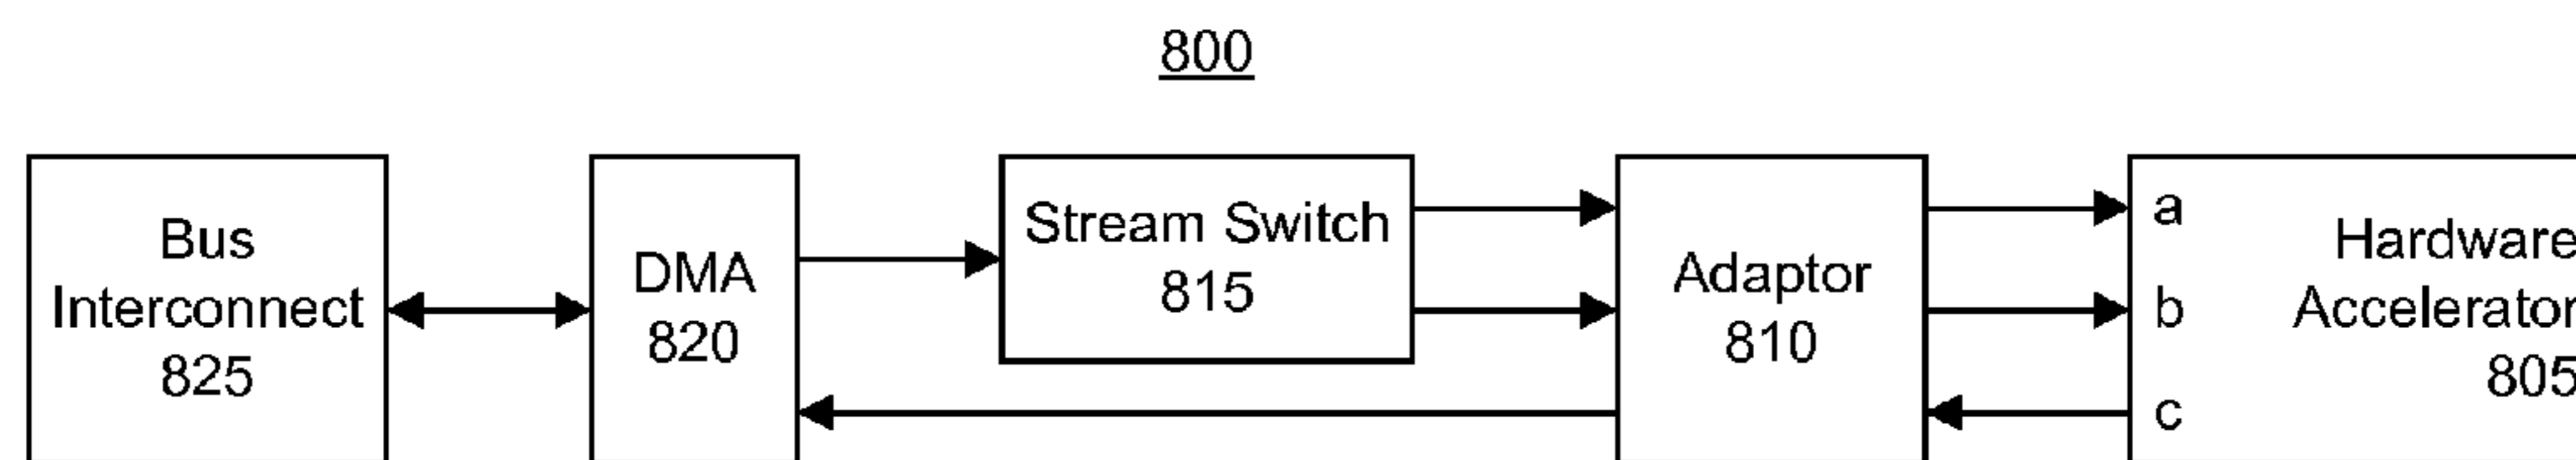 800
Bus
Interconnect
825
DMA
820
Stream Switch
815
Adaptor
810
a
b
c
Hardware
Accelerator
805